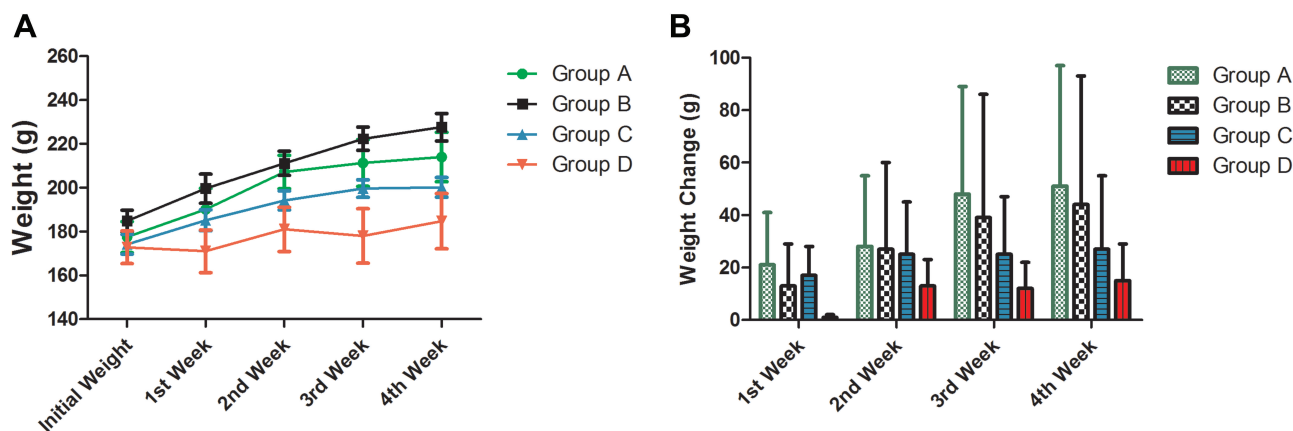 A
Weight (g)
260
240
220
200
180
160
140
Initial Weight
1st Week
2nd Week
3rd Week
4th Week
Group A
Group B
Group C
Group D
B
Weight Change (g)
100
80
60
40
20
0
1st Week
2nd Week
3rd Week
4th Week
Group A
Group B
Group C
Group D